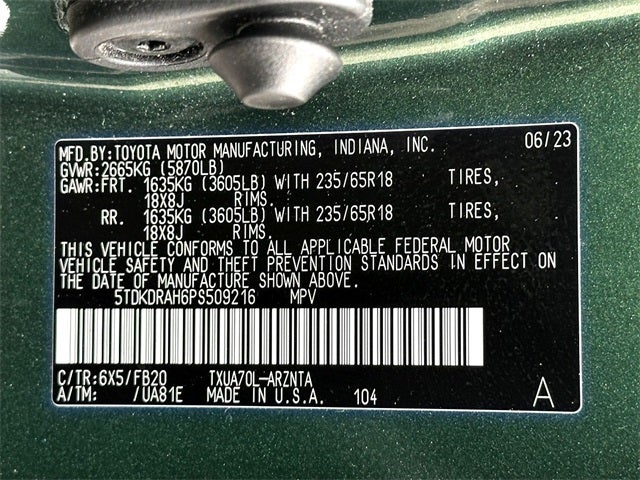 MFD.BY:TOYOTA MOTOR MANUFACTURING, INDIANA, INC. 06/23
GVWR:2665KG (5870LB)
GAWR:FRT. 1635KG (3605LB) WITH 235/65R18 TIRES,
18X8J RIMS.
RR. 1635KG (3605LB) WITH 235/65R18 TIRES,
18X8J RIMS.
THIS VEHICLE CONFORMS TO ALL APPLICABLE FEDERAL MOTOR
VEHICLE SAFETY AND THEFT PREVENTION STANDARDS IN EFFECT ON
THE DATE OF MANUFACTURE SHOWN ABOVE.
5TDKDRAH6PS509216 MPV
C/TR:6X5/FB20 TXUA70L-ARZNTA
A/TM: /UA81E MADE IN U.S.A. 104 A